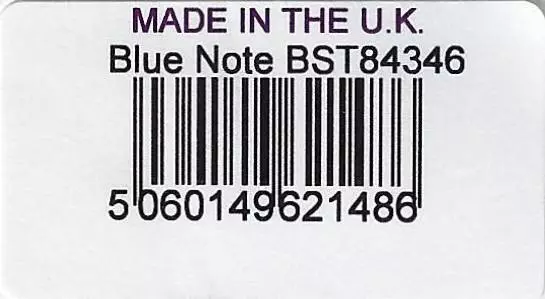 MADE IN THE U.K.
Blue Note BST84346
5 060149 621486